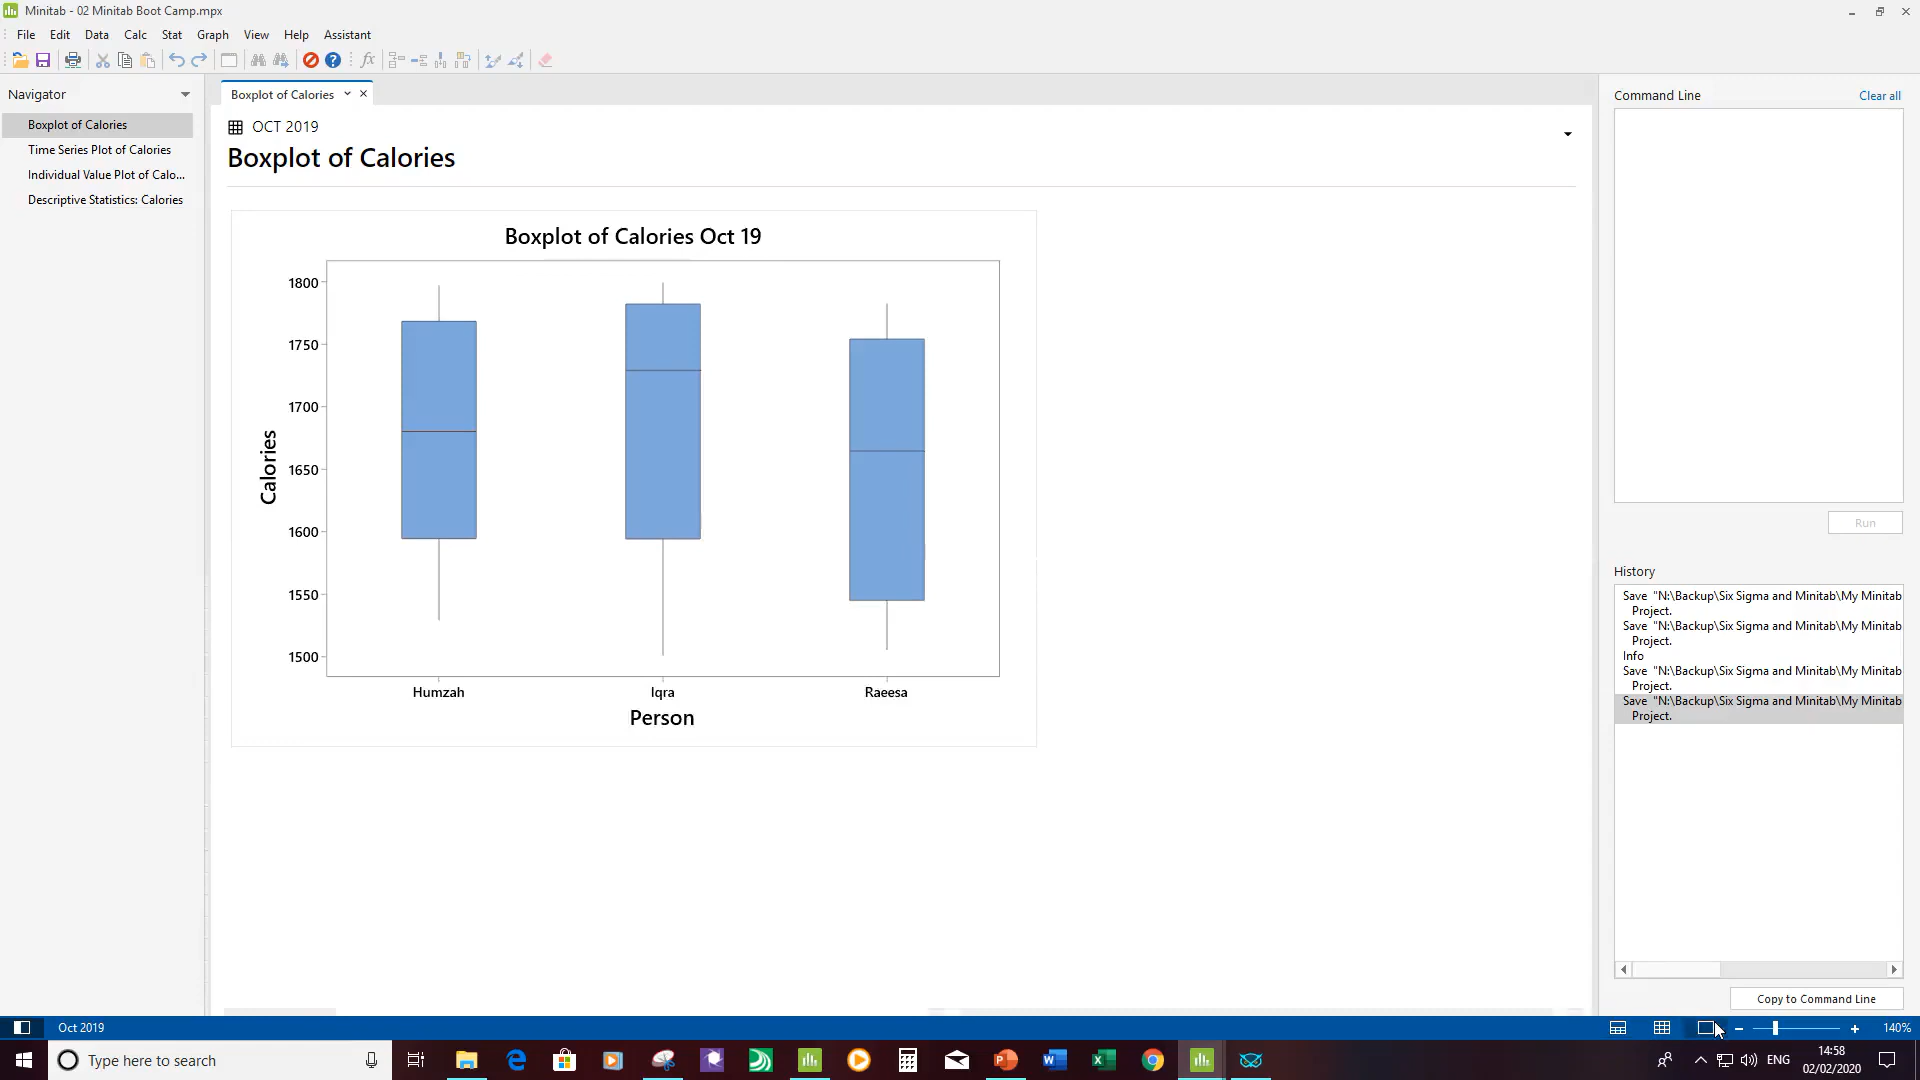 Minitab - 02 Minitab Boot Camp.mpx
File Edit Data Calc Stat Graph View Help Assistant
Navigator
Boxplot of Calories
Time Series Plot of Calories
Individual Value Plot of Calo...
Descriptive Statistics: Calories
Boxplot of Calories
OCT 2019
Boxplot of Calories
Boxplot of Calories Oct 19
Calories
1800
1750
1700
1650
1600
1550
1500
Humzah Iqra Raeesa
Person
Command Line Clear all
Run
History
Save "N:\Backup\Six Sigma and Minitab\My Minitab
Project.
Save "N:\Backup\Six Sigma and Minitab\My Minitab
Project.
Info
Save "N:\Backup\Six Sigma and Minitab\My Minitab
Project.
Save "N:\Backup\Six Sigma and Minitab\My Minitab
Project.
Copy to Command Line
Oct 2019
140%
Type here to search
ENG
14:58
02/02/2020